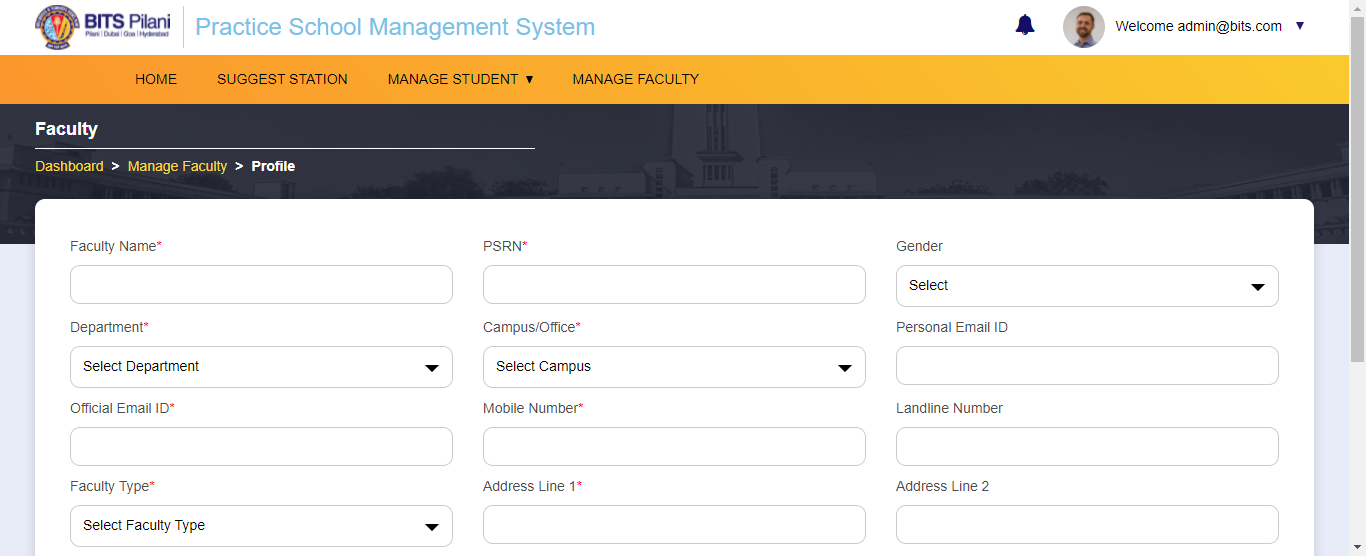 BITS Pilani
Pilani | Dubai | Goa | Hyderabad
Practice School Management System
Welcome admin@bits.com ▼
HOME SUGGEST STATION MANAGE STUDENT ▼ MANAGE FACULTY
Faculty
Dashboard > Manage Faculty > Profile
Faculty Name* PSRN* Gender
Select
Department* Campus/Office* Personal Email ID
Select Department Select Campus
Official Email ID* Mobile Number* Landline Number
Faculty Type* Address Line 1* Address Line 2
Select Faculty Type